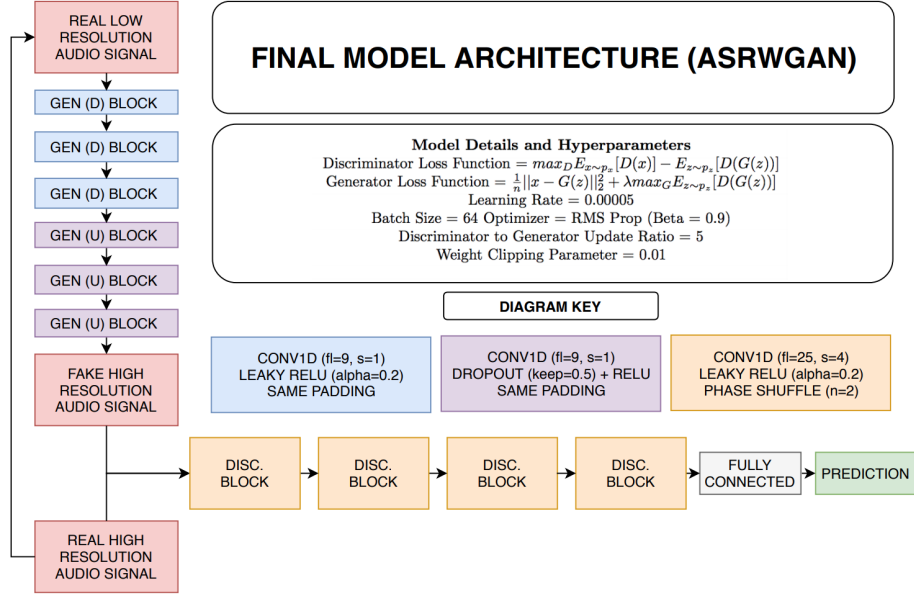 REAL LOW
RESOLUTION
AUDIO SIGNAL
GEN (D) BLOCK
GEN (D) BLOCK
GEN (D) BLOCK
GEN (U) BLOCK
GEN (U) BLOCK
GEN (U) BLOCK
FAKE HIGH
RESOLUTION
AUDIO SIGNAL
REAL HIGH
RESOLUTION
AUDIO SIGNAL
FINAL MODEL ARCHITECTURE (ASRWGAN)
Model Details and Hyperparameters
Discriminator Loss Function = $max_D E_{x \sim p_x}[D(x)] - E_{z \sim p_z}[D(G(z))]$
Generator Loss Function = $\frac{1}{n}||x - G(z)||_2^2 + \lambda max_G E_{z \sim p_z}[D(G(z))]$
Learning Rate = 0.00005
Batch Size = 64 Optimizer = RMS Prop (Beta = 0.9)
Discriminator to Generator Update Ratio = 5
Weight Clipping Parameter = 0.01
DIAGRAM KEY
CONV1D (fl=9, s=1)
LEAKY RELU (alpha=0.2)
SAME PADDING
CONV1D (fl=9, s=1)
DROPOUT (keep=0.5) + RELU
SAME PADDING
CONV1D (fl=25, s=4)
LEAKY RELU (alpha=0.2)
PHASE SHUFFLE (n=2)
DISC.
BLOCK
DISC.
BLOCK
DISC.
BLOCK
DISC.
BLOCK
FULLY
CONNECTED
PREDICTION